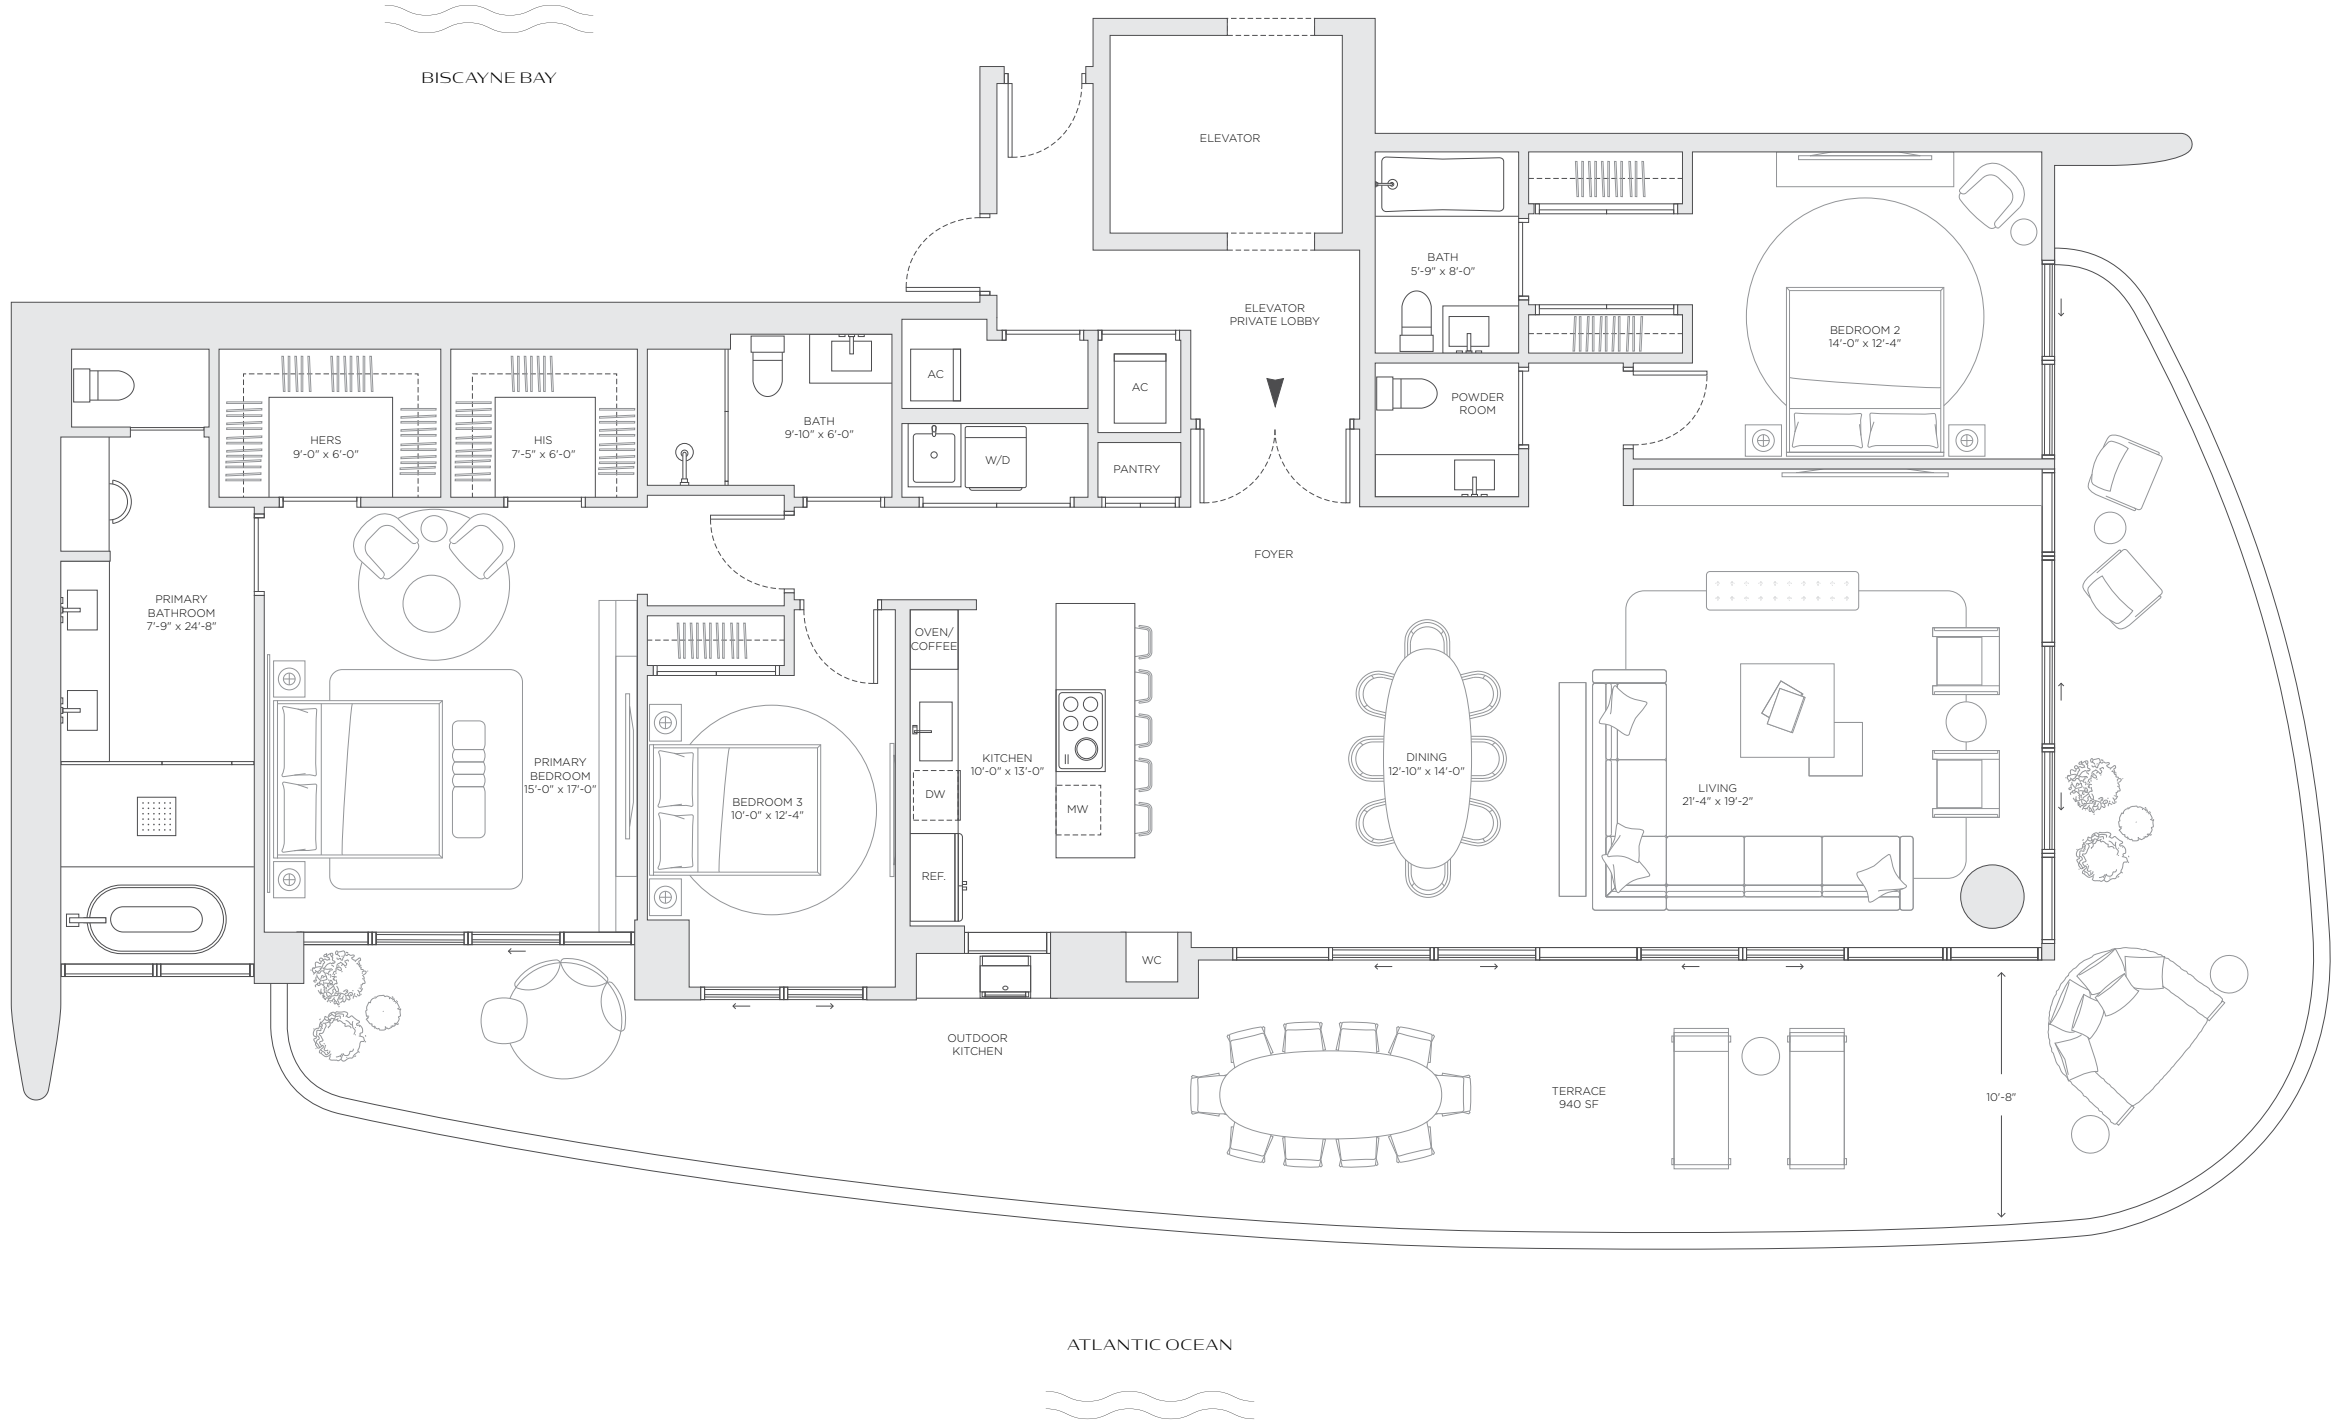 BISCAYNE BAY
ELEVATOR
BATH
5'-9" x 8'-0"
ELEVATOR
PRIVATE LOBBY
BEDROOM 2
14'-0" x 12'-4"
AC
AC
POWDER
ROOM
HERS
9'-0" x 6'-0"
HIS
7'-5" x 6'-0"
BATH
9'-10" x 6'-0"
W/D
PANTRY
FOYER
PRIMARY
BATHROOM
7'-9" x 24'-8"
OVEN/
COFFEE
PRIMARY
BEDROOM
15'-0" x 17'-0"
BEDROOM 3
10'-0" x 12'-4"
KITCHEN
10'-0" x 13'-0"
DW
MW
REF.
DINING
12'-10" x 14'-0"
LIVING
21'-4" x 19'-2"
WC
OUTDOOR
KITCHEN
TERRACE
940 SF
10'-8"
ATLANTIC OCEAN